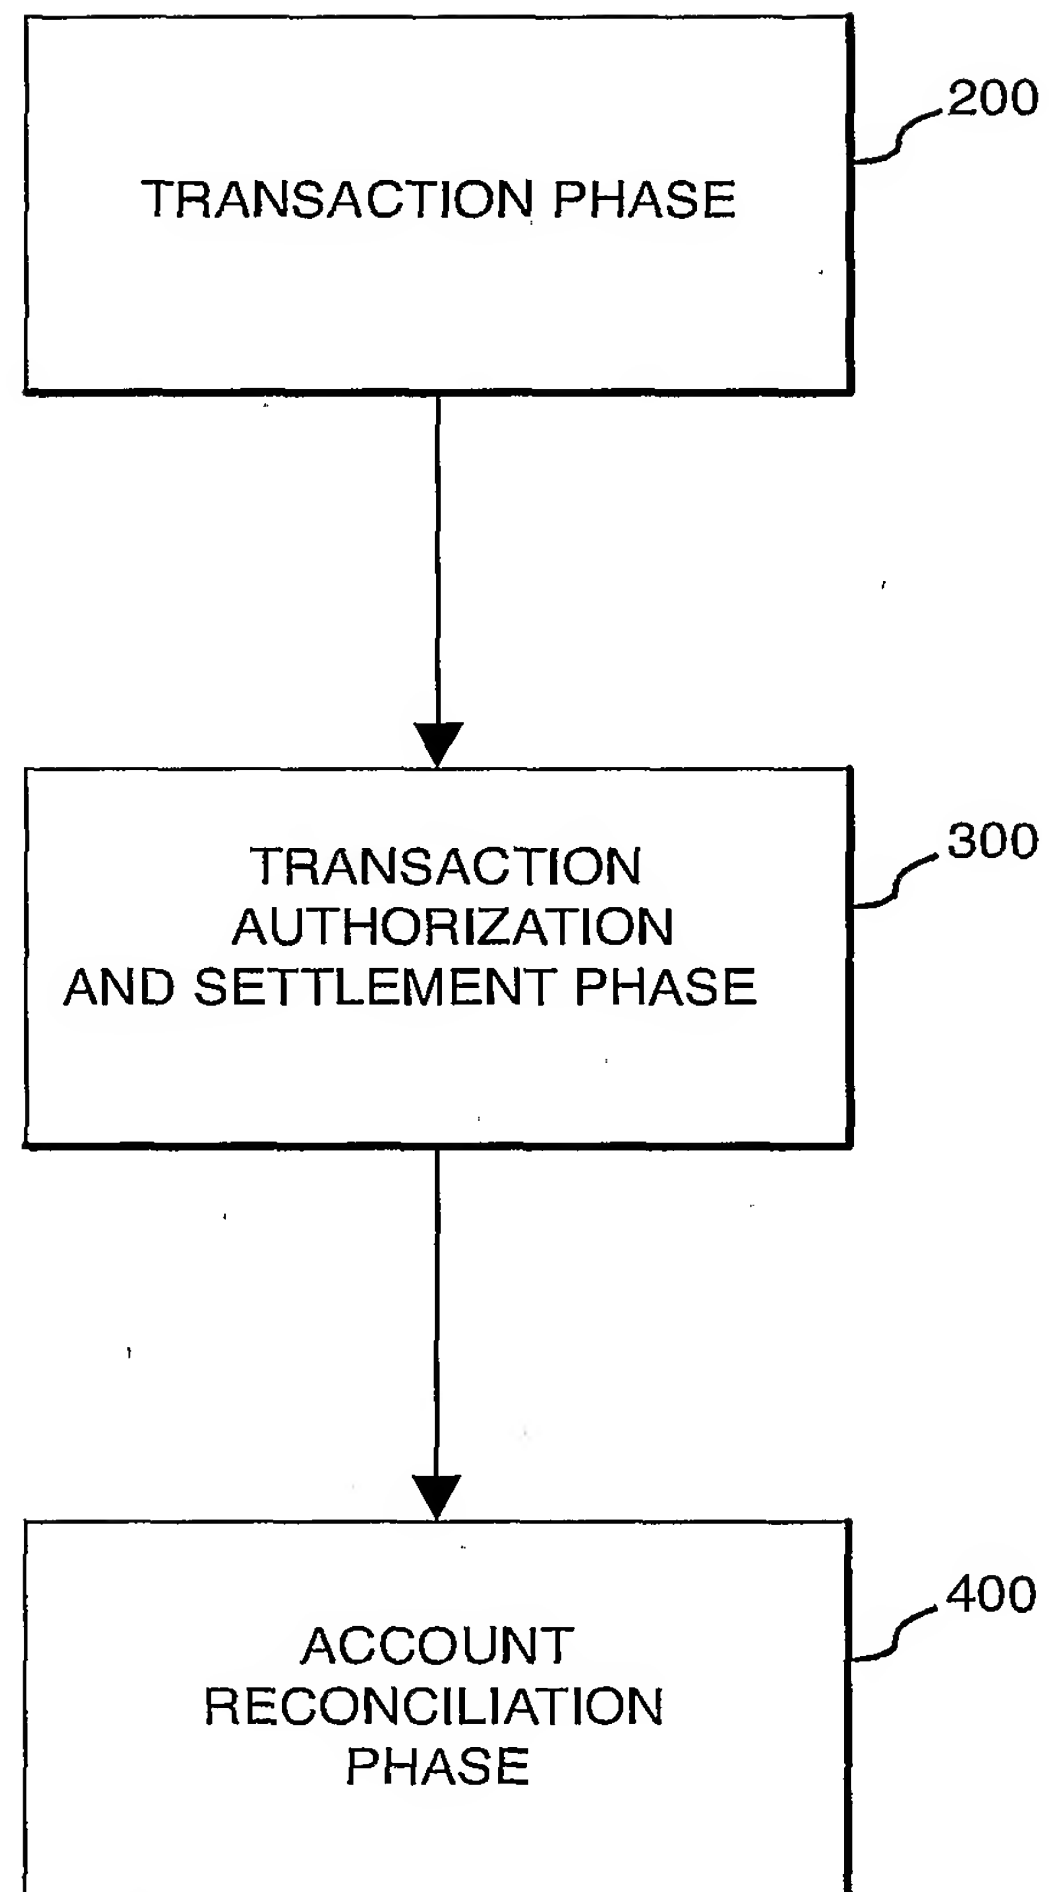 200
TRANSACTION PHASE
300
TRANSACTION
AUTHORIZATION
AND SETTLEMENT PHASE
400
ACCOUNT
RECONCILIATION
PHASE